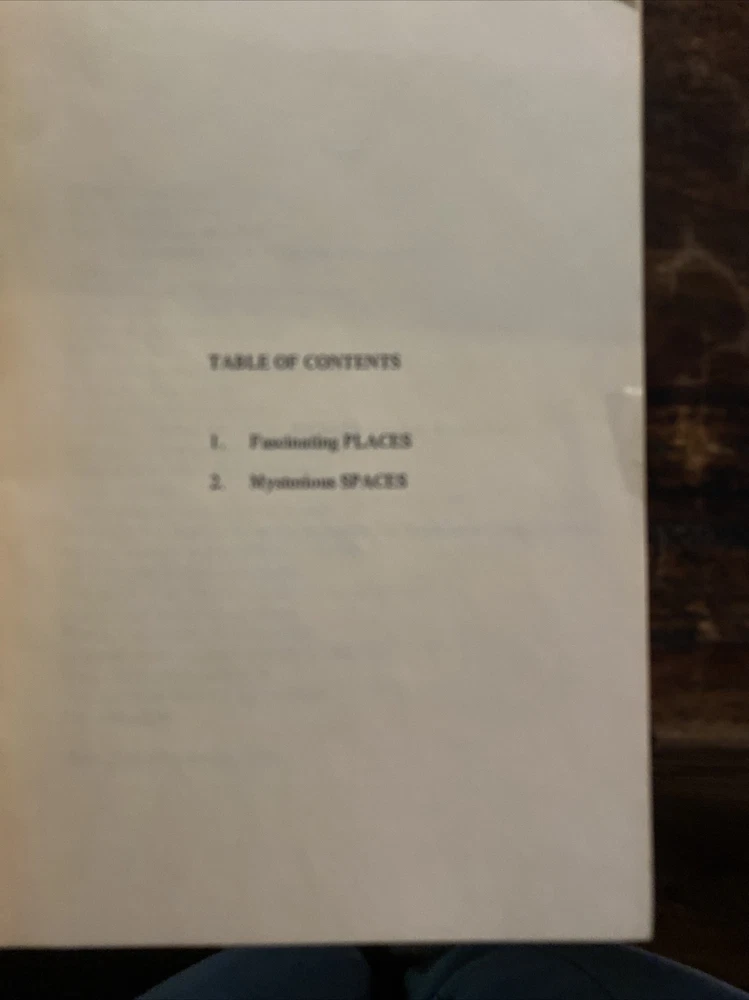 TABLE OF CONTENTS
1. Fascinating PLACES
2. Mysterious SPACES